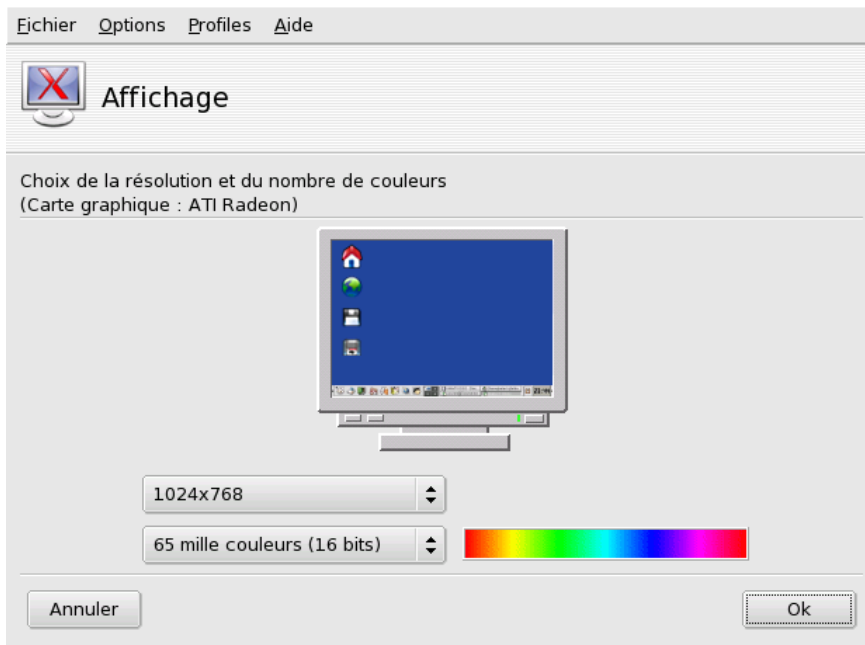 Fichier Options Profiles Aide
Affichage
Choix de la résolution et du nombre de couleurs
(Carte graphique : ATI Radeon)
1024x768
65 mille couleurs (16 bits)
Annuler Ok